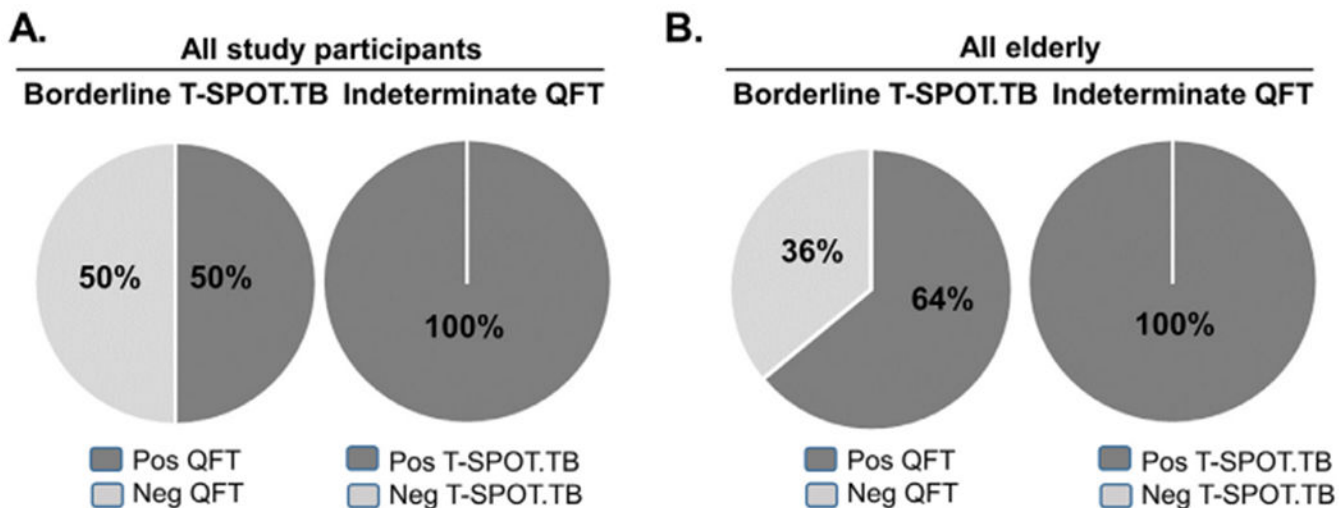 A.
All study participants
Borderline T-SPOT.TB Indeterminate QFT
50% 50%
100%
Pos QFT
Neg QFT
Pos T-SPOT.TB
Neg T-SPOT.TB
B.
All elderly
Borderline T-SPOT.TB Indeterminate QFT
36%
64%
100%
Pos QFT
Neg QFT
Pos T-SPOT.TB
Neg T-SPOT.TB